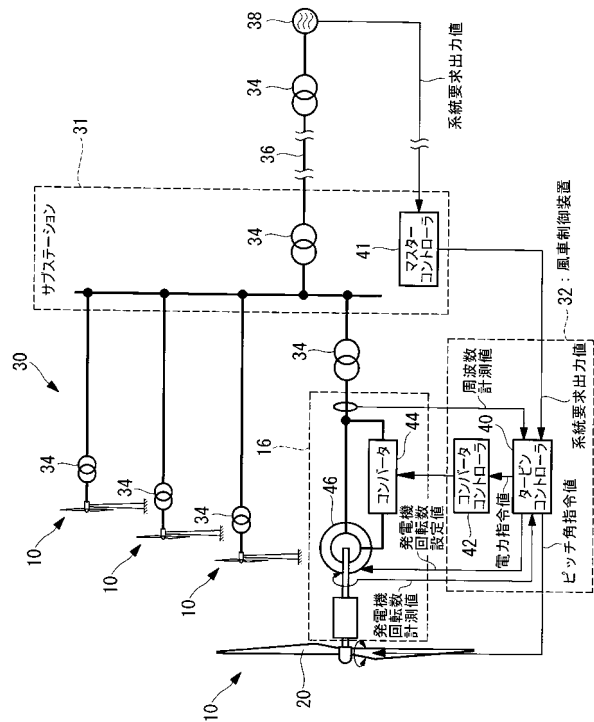 38
34
36
系統要求出力値
31
サブステーション
34
41
マスター
コントローラ
32:風車制御装置
30
34
34
34
34
10
10
10
16
46
44
コンバータ
周波数
計測値
40
タービン
コントローラ
系統要求出力値
コンバータ
コントローラ
42
電力指令値
ピッチ角指令値
発電機
回転数
設定値
発電機
回転数
計測値
10
20